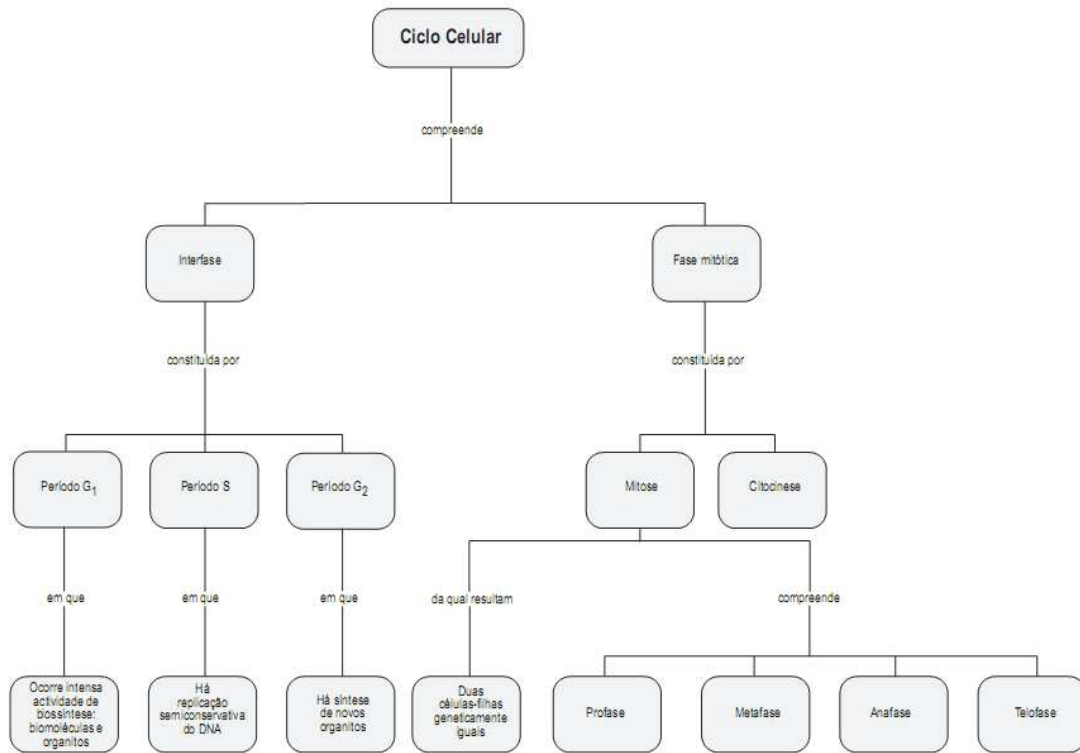 Ciclo Celular
compreende
Interfase
Fase mitótica
constituída por
constituída por
Período G1
Período S
Período G2
Mitose
Citocinese
em que
em que
em que
da qual resultam
compreende
Ocorre intensa
actividade de
biossíntese:
biomoléculas e
organitos
Há
replicação
semiconservativa
do DNA
Há síntese
de novos
organitos
Duas
células-filhas
geneticamente
iguais
Profase
Metafase
Anafase
Telofase